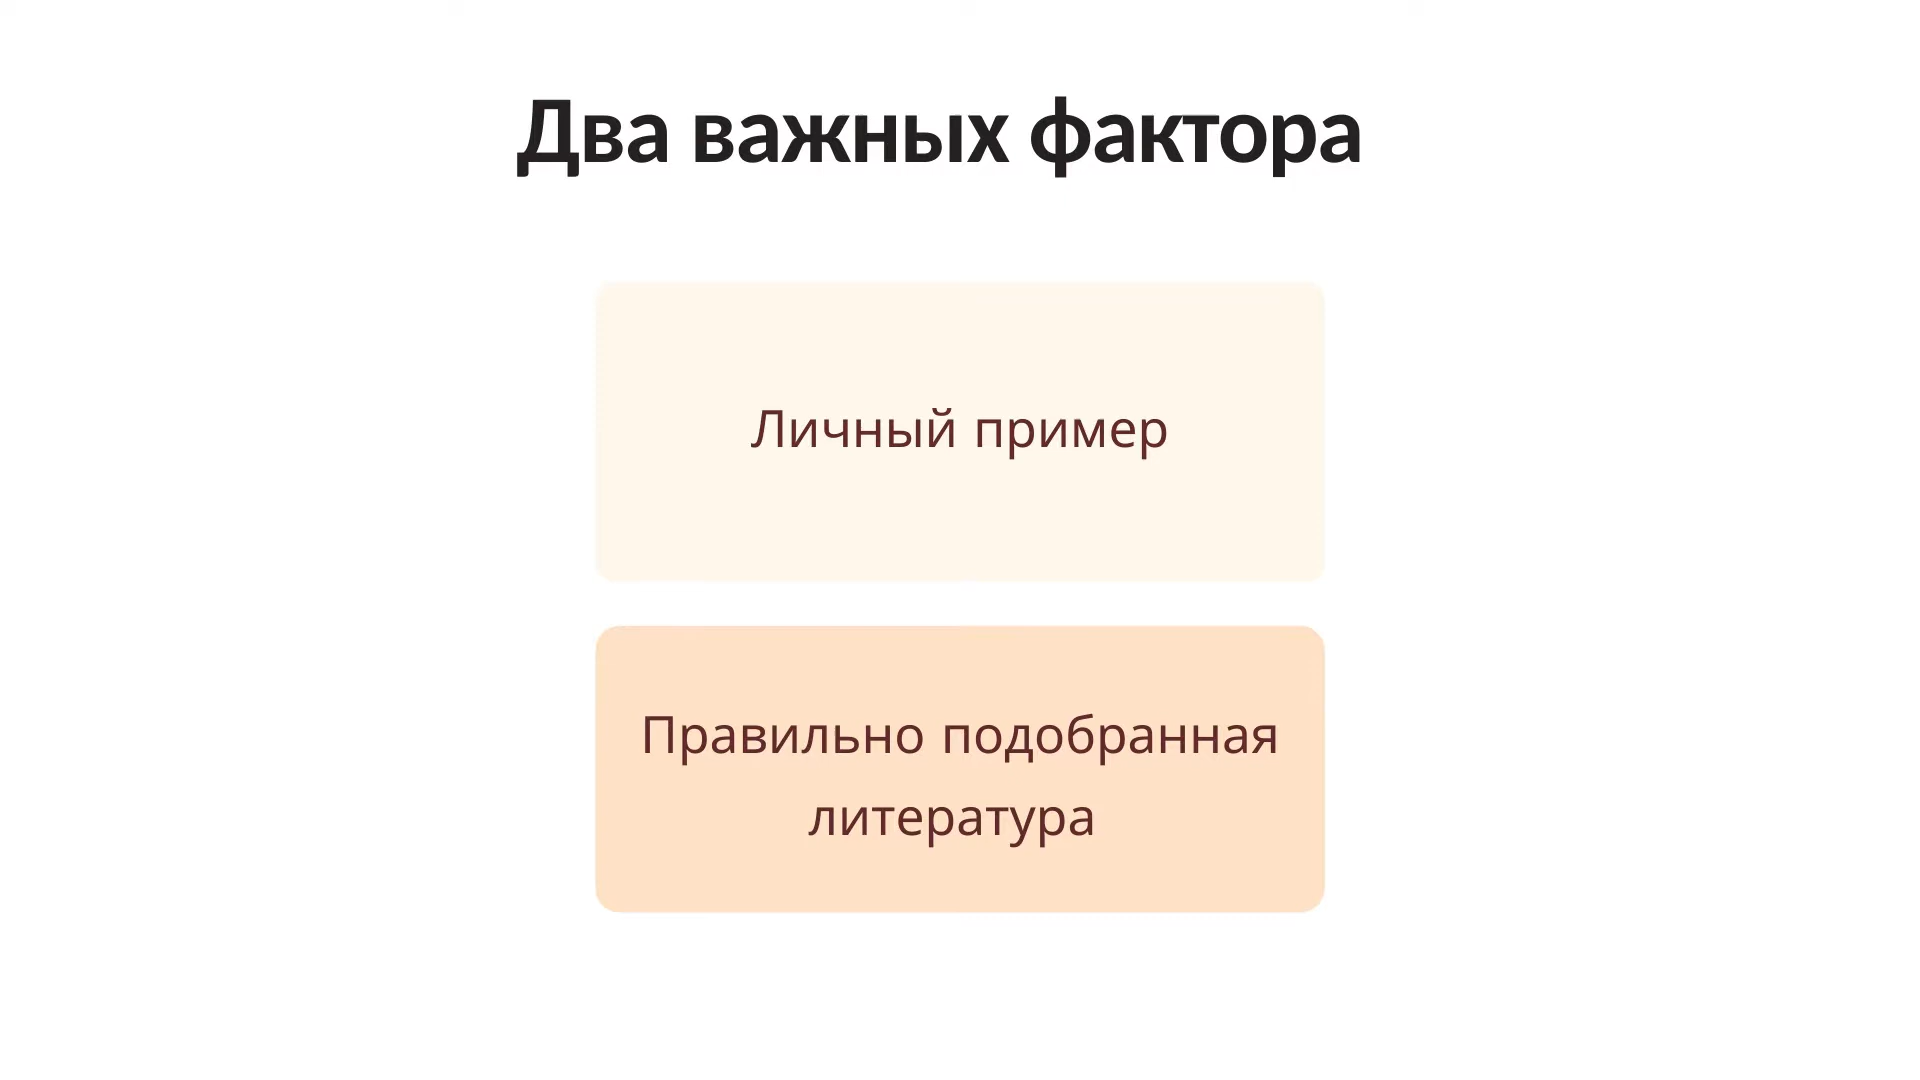 Два важных фактора
Личный пример
Правильно подобранная
литература